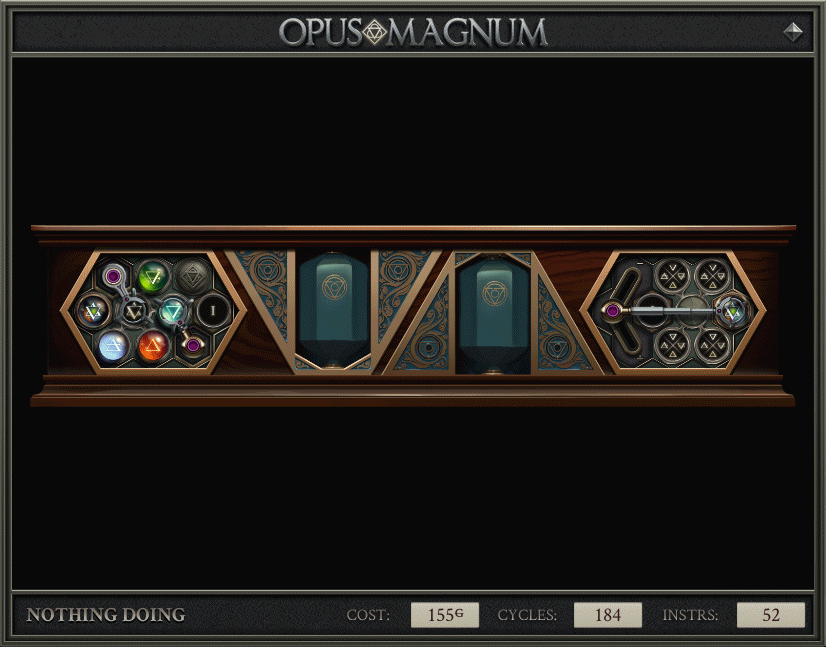 OPUS MAGNUM
I
NOTHING DOING
COST: 155G
CYCLES: 184
INSTRS: 52